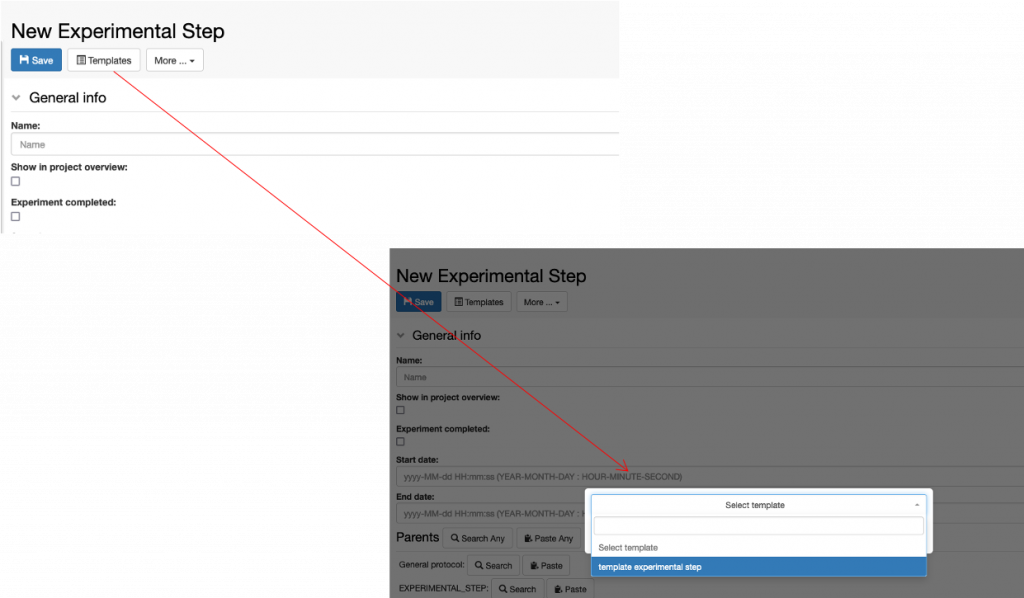 New Experimental Step
Save Templates More ...
General info
Name:
Name
Show in project overview:
Experiment completed:
New Experimental Step
Save Templates More ...
General info
Name:
Name
Show in project overview:
Experiment completed:
Start date:
yyyy-MM-dd HH:mm:ss (YEAR-MONTH-DAY : HOUR-MINUTE-SECOND)
End date:
yyyy-MM-dd HH:mm:ss (YEAR-MONTH-DAY :
Select template
Parents Search Any Paste Any
Select template
General protocol: Search Paste
template experimental step
EXPERIMENTAL_STEP: Search Paste